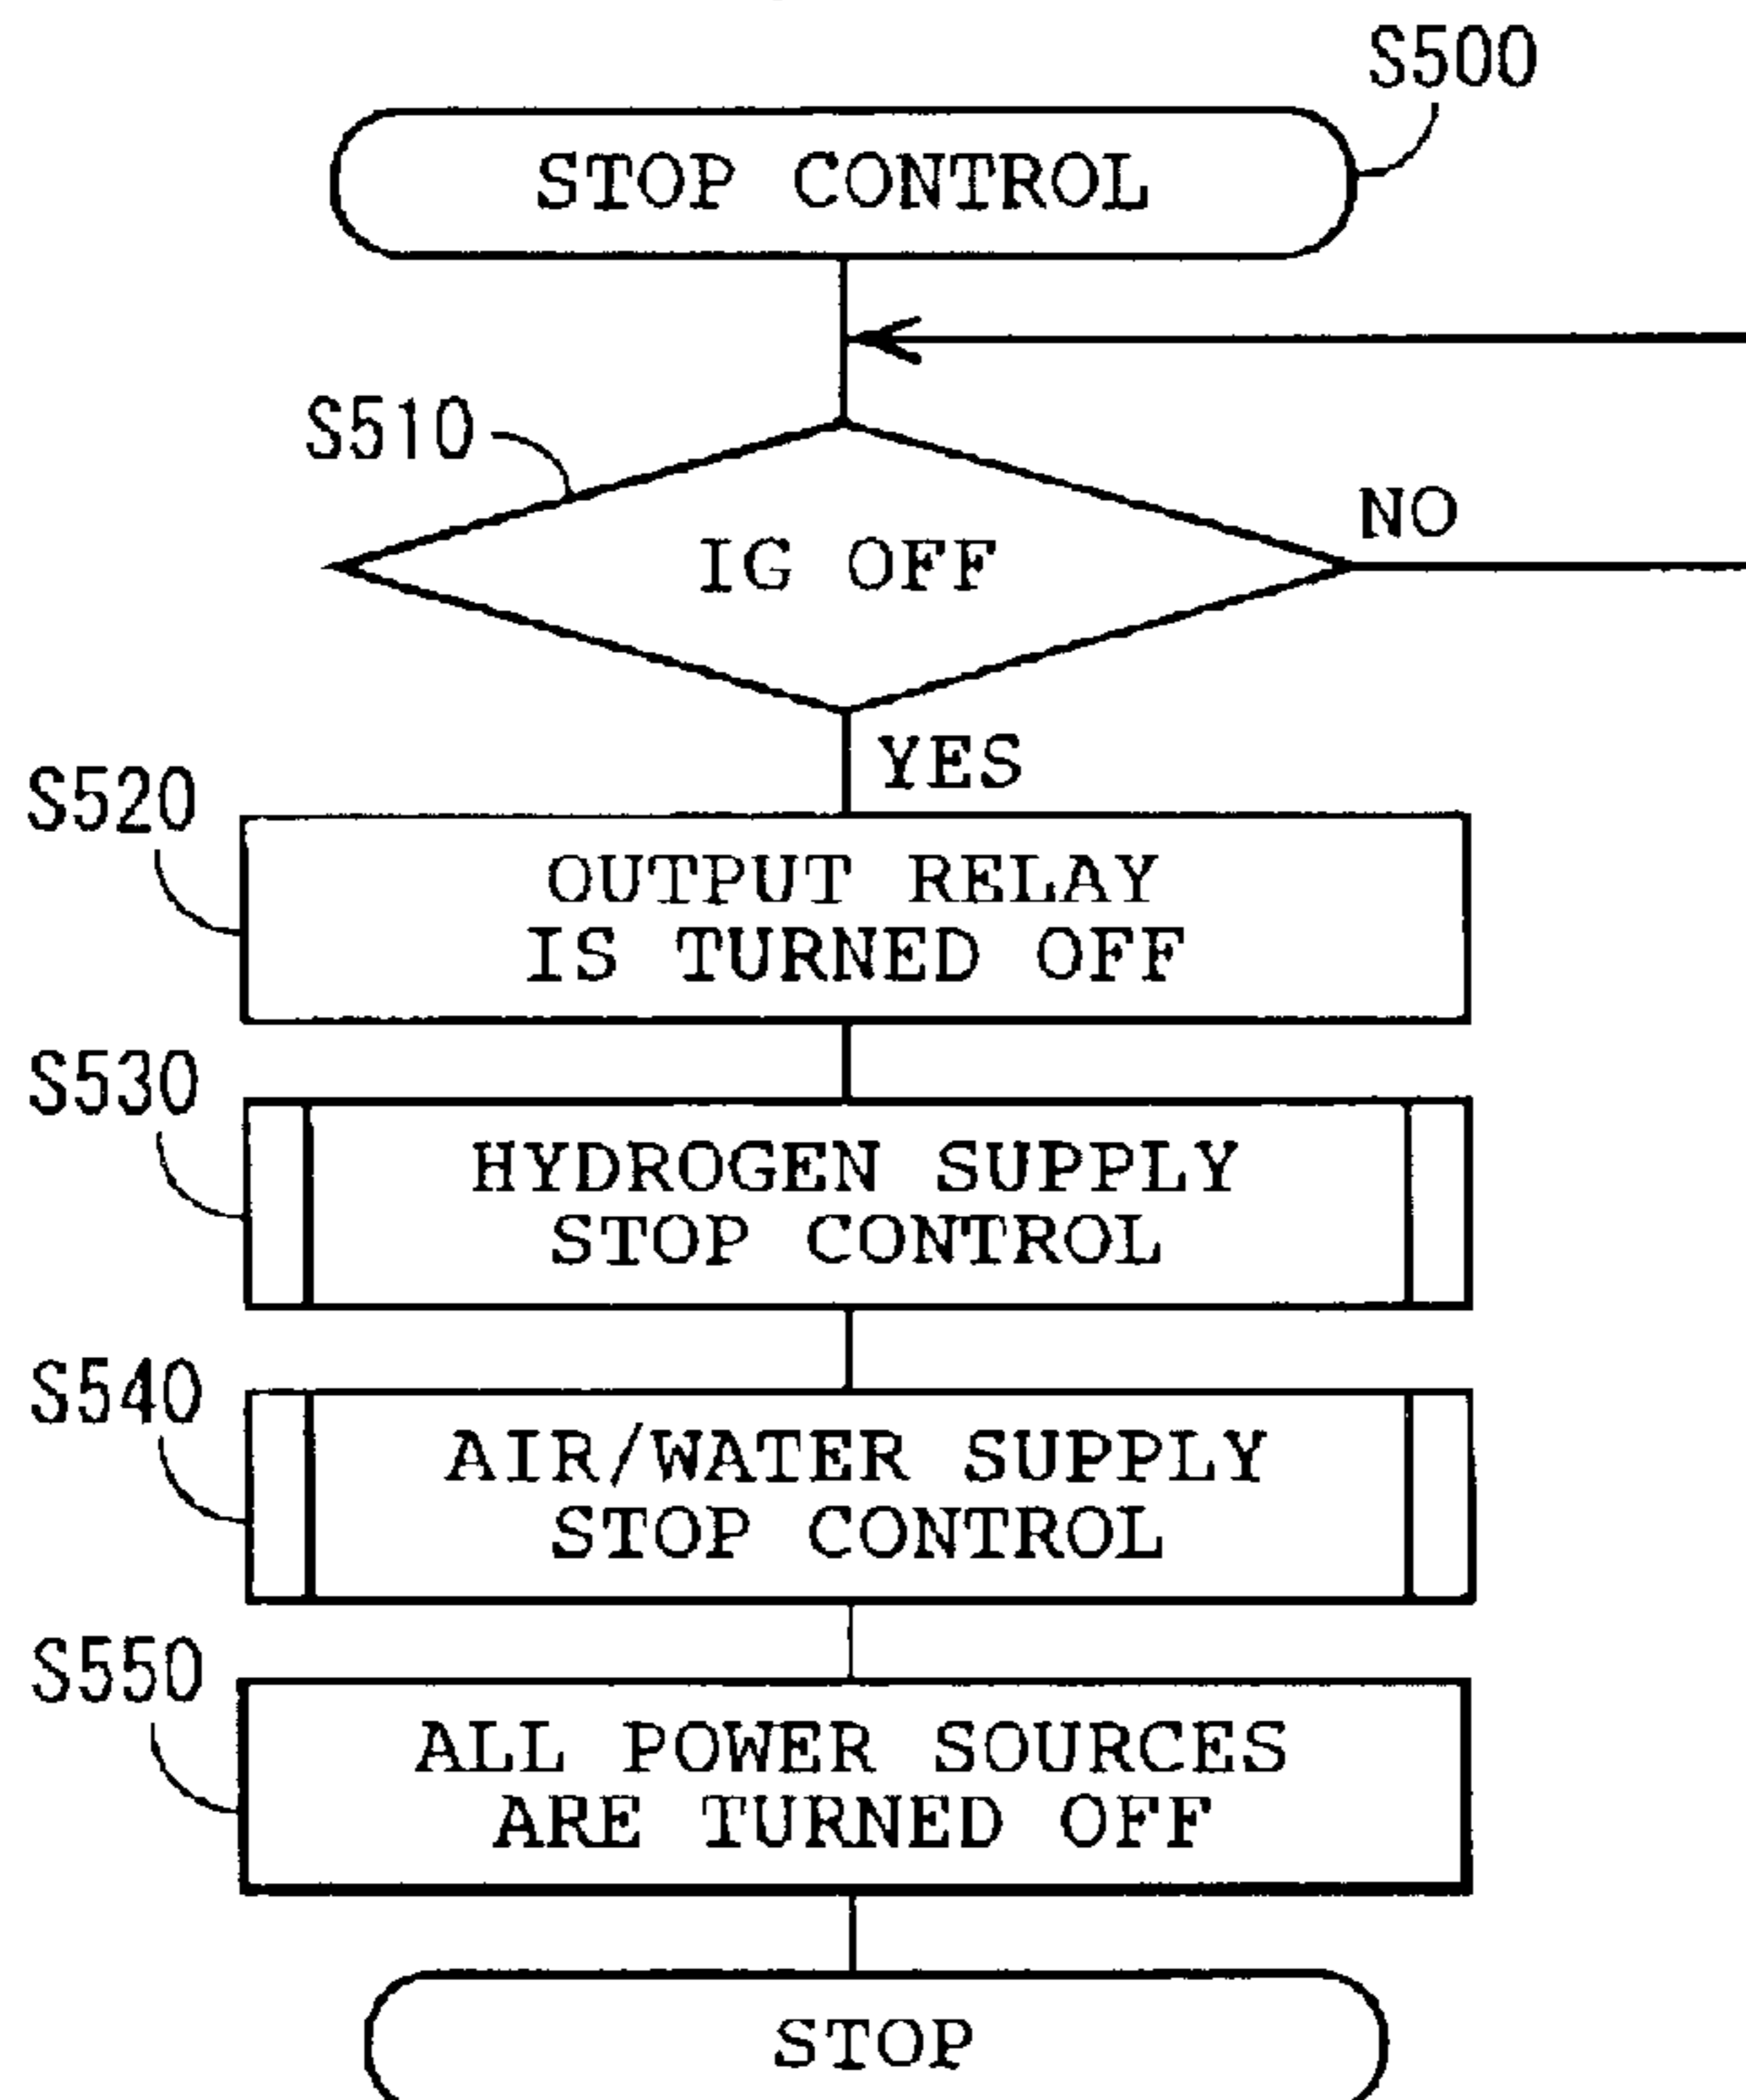 S500
STOP CONTROL
S510
IG OFF
NO
YES
S520
OUTPUT RELAY
IS TURNED OFF
S530
HYDROGEN SUPPLY
STOP CONTROL
S540
AIR/WATER SUPPLY
STOP CONTROL
S550
ALL POWER SOURCES
ARE TURNED OFF
STOP